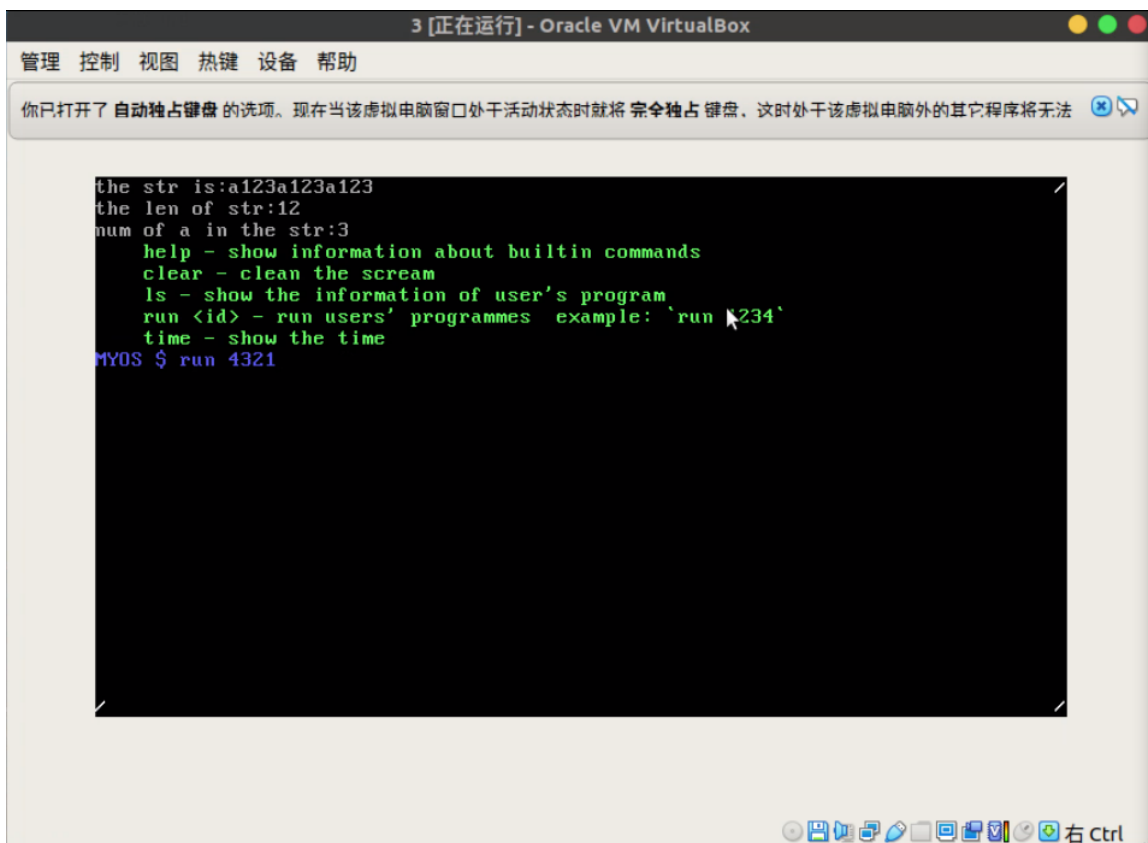 3 [正在运行] - Oracle VM VirtualBox
管理 控制 视图 热键 设备 帮助
你已打开了 自动独占键盘 的选项。现在当该虚拟电脑窗口处于活动状态时就将 完全独占 键盘，这时处于该虚拟电脑外的其它程序将无法
the str is:a123a123a123
the len of str:12
num of a in the str:3
help - show information about builtin commands
clear - clean the scream
ls - show the information of user's program
run <id> - run users' programmes  example: `run 1234`
time - show the time
MYOS $ run 4321
右 Ctrl